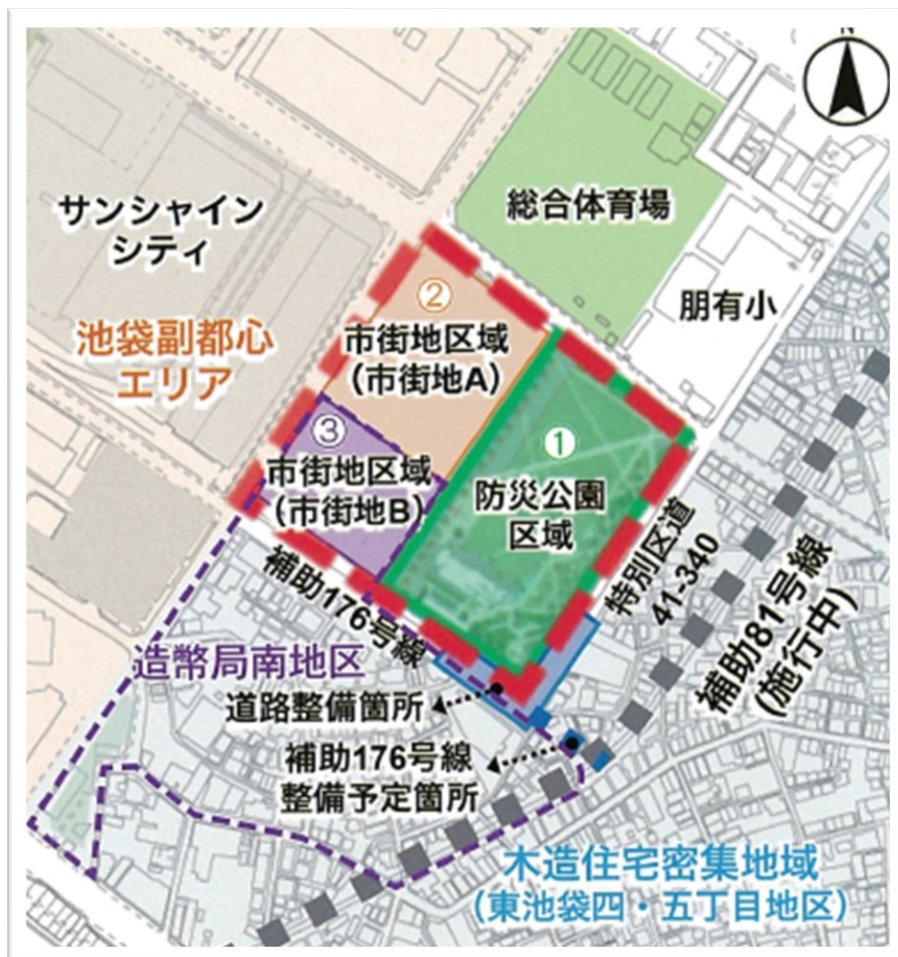 N
総合体育場
サンシャイン
シティ
朋有小
②
市街地区域
(市街地A)
池袋副都心
エリア
①
防災公園
区域
③
市街地区域
(市街地B)
特別区道
41-340
補助81号線
(施行中)
補助176号線
造幣局南地区
道路整備箇所
補助176号線
整備予定箇所
木造住宅密集地域
(東池袋四・五丁目地区)